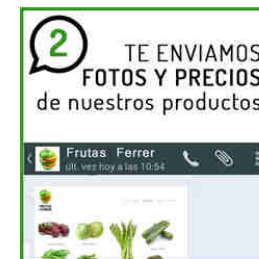 2
TE ENVIAMOS
FOTOS Y PRECIOS
de nuestros productos
Frutas Ferrer
últ. vez hoy a las 10:54